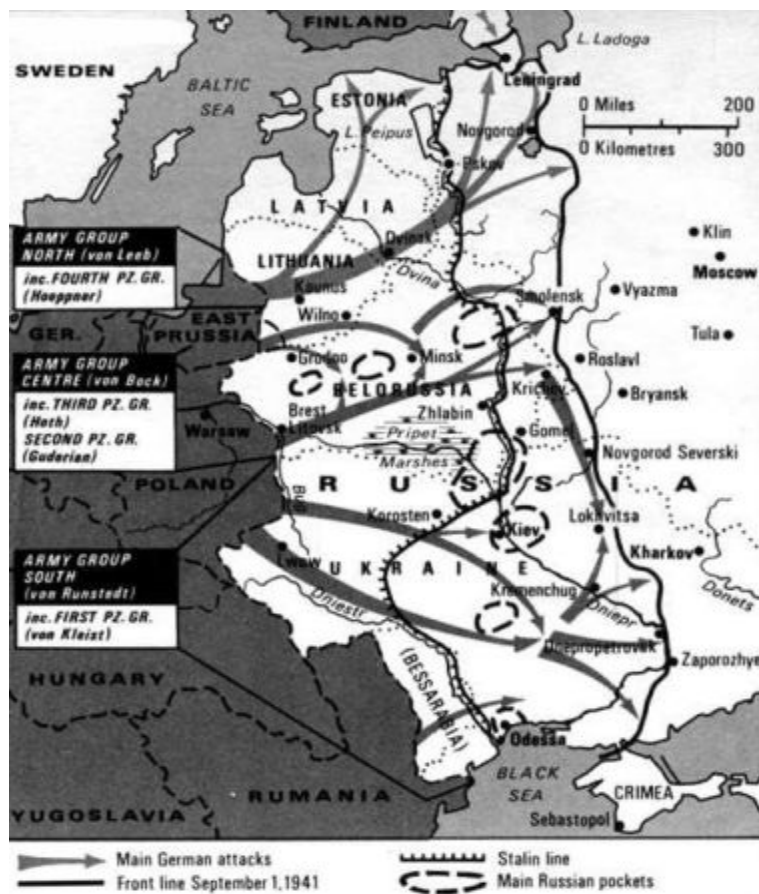 FINLAND
L. Ladoga
SWEDEN
BALTIC
SEA
Leningrad
0 Miles 200
0 Kilometres 300
ESTONIA
L. Peipus
Novgorod
Pskov
LATVIA
ARMY GROUP
NORTH (von Leeb)
inc. FOURTH PZ. GR.
(Hoeppner)
Dvinsk
Klin
Moscow
LITHUANIA
Kaunus
Dvina
Smolensk
Vyazma
Wilno
EAST
PRUSSIA
GER.
Tula
ARMY GROUP
CENTRE (von Bock)
inc. THIRD PZ. GR.
(Hoth)
SECOND PZ. GR.
(Guderian)
Grodno
Minsk
Roslavl
BELORUSSIA
Krichev
Bryansk
Brest
Litovsk
Zhlabin
Warsaw
Pripet
Marshes
Gomel
Novgorod Severski
POLAND
RUSSIA
Bug
Korosten
Kiev
Lokhvitsa
Kharkov
ARMY GROUP
SOUTH
(von Runstedt)
inc. FIRST PZ. GR.
(von Kleist)
Lwow
UKRAINE
Kremenchug
Dniestr
Dniepr
Donets
Dnepropetrovsk
Zaporozhye
HUNGARY
(BESSARABIA)
Odessa
BLACK
SEA
RUMANIA
CRIMEA
YUGOSLAVIA
Sebastopol
Main German attacks
Stalin line
Front line September 1, 1941
Main Russian pockets